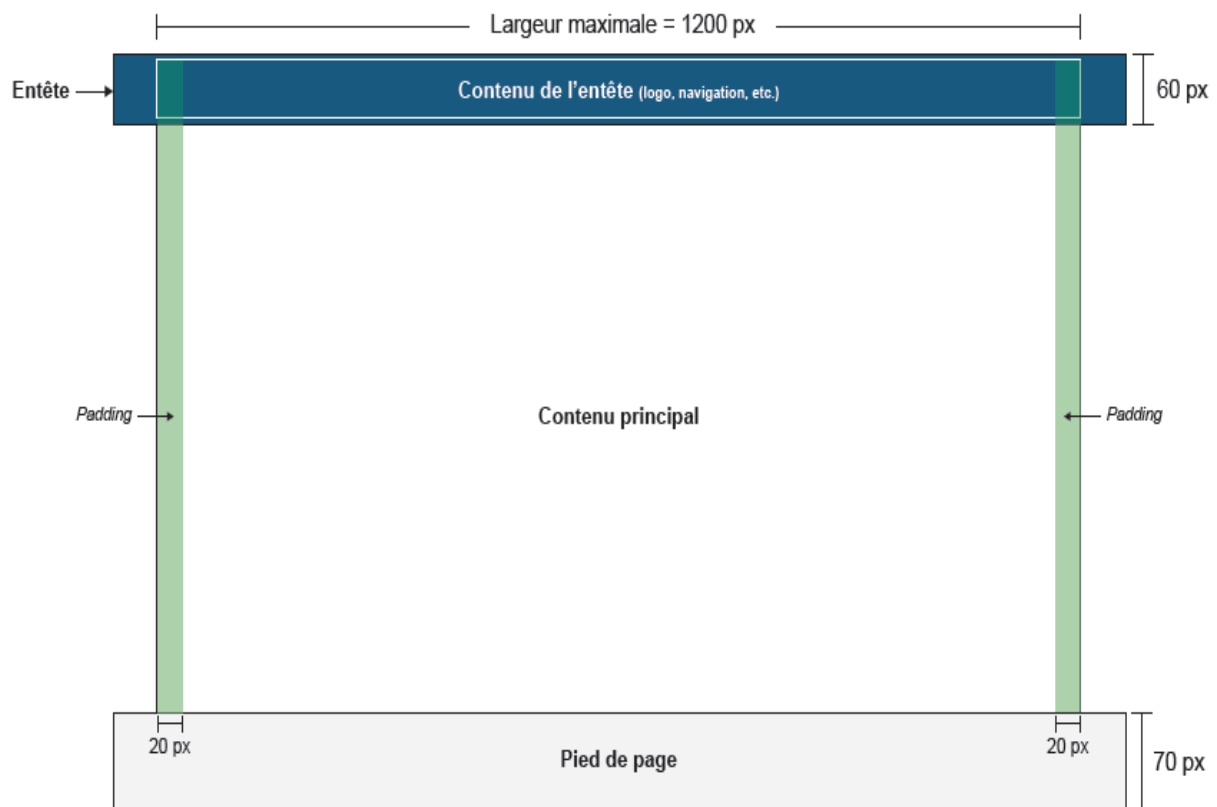 Largeur maximale = 1200 px
Entête
Contenu de l'entête (logo, navigation, etc.)
60 px
Padding
Contenu principal
Padding
20 px
20 px
Pied de page
70 px